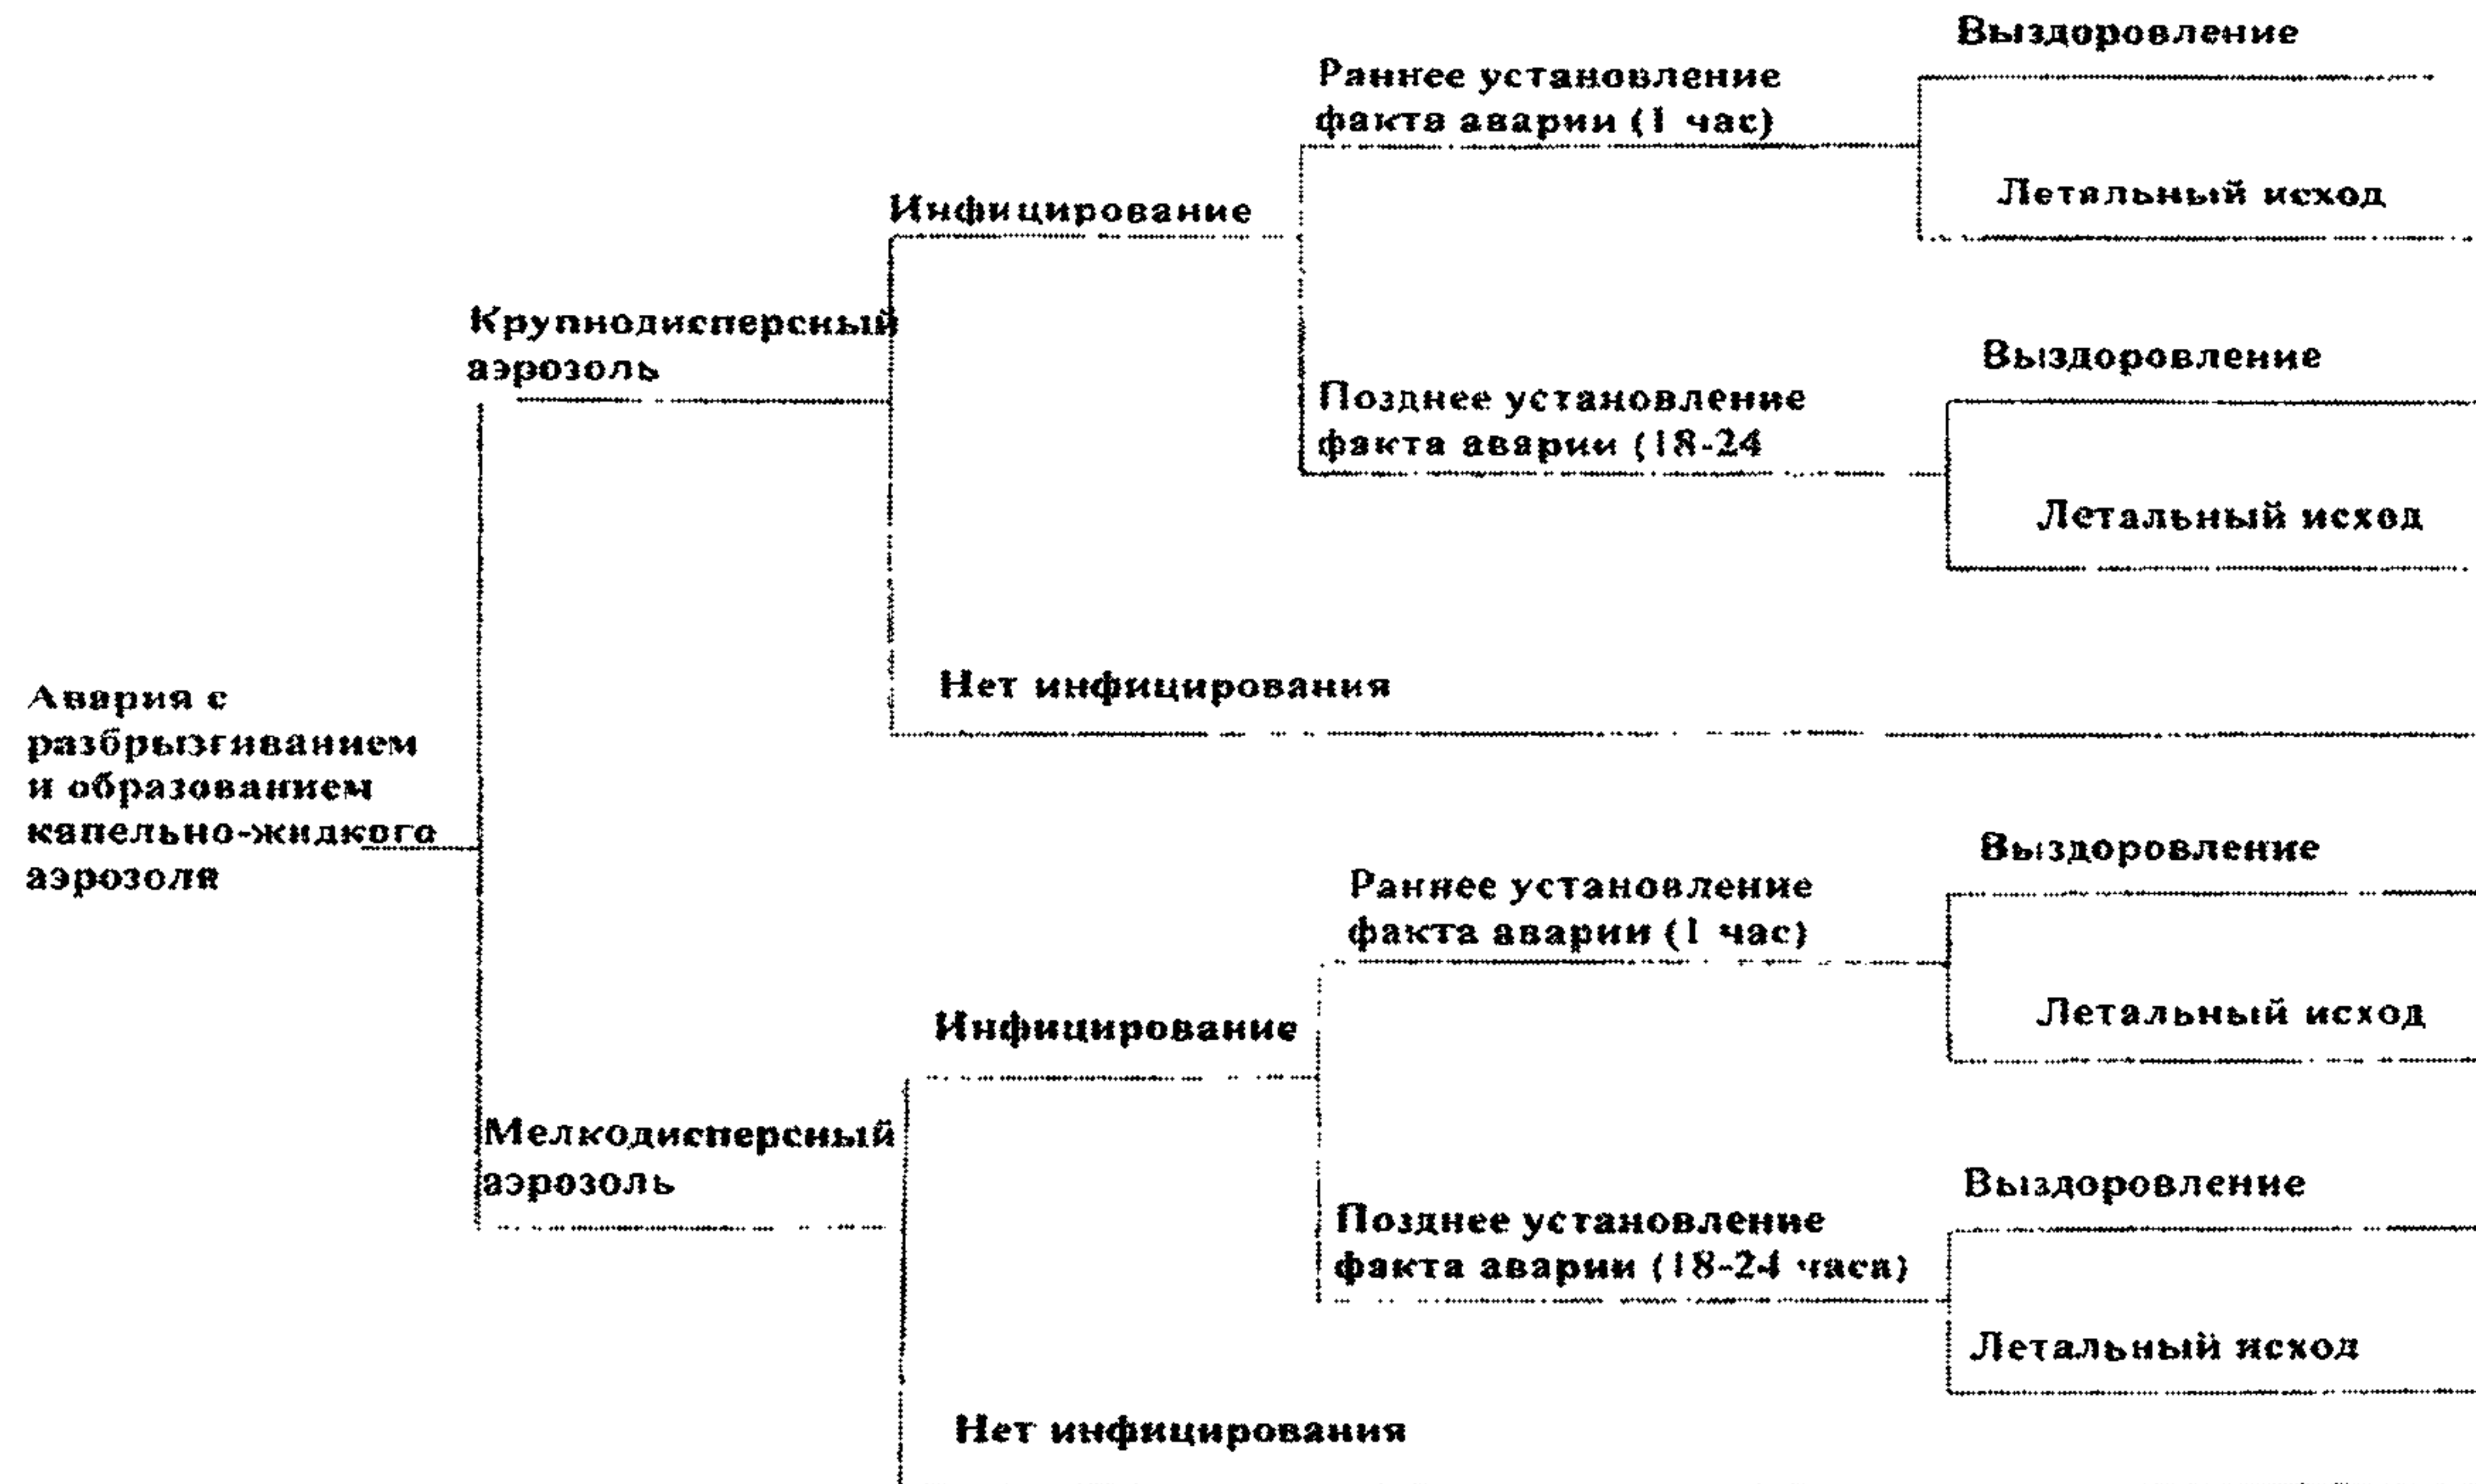 Выздоровление
Раннее установление
факта аварии (1 час)
Летальный исход
Инфицирование
Крупнодисперсный
аэрозоль
Выздоровление
Позднее установление
факта аварии (18-24
Летальный исход
Нет инфицирования
Авария с
разбрызгиванием
и образованием
капельно-жидкого
аэрозоля
Выздоровление
Раннее установление
факта аварии (1 час)
Летальный исход
Инфицирование
Мелкодисперсный
аэрозоль
Выздоровление
Позднее установление
факта аварии (18-24 часа)
Летальный исход
Нет инфицирования